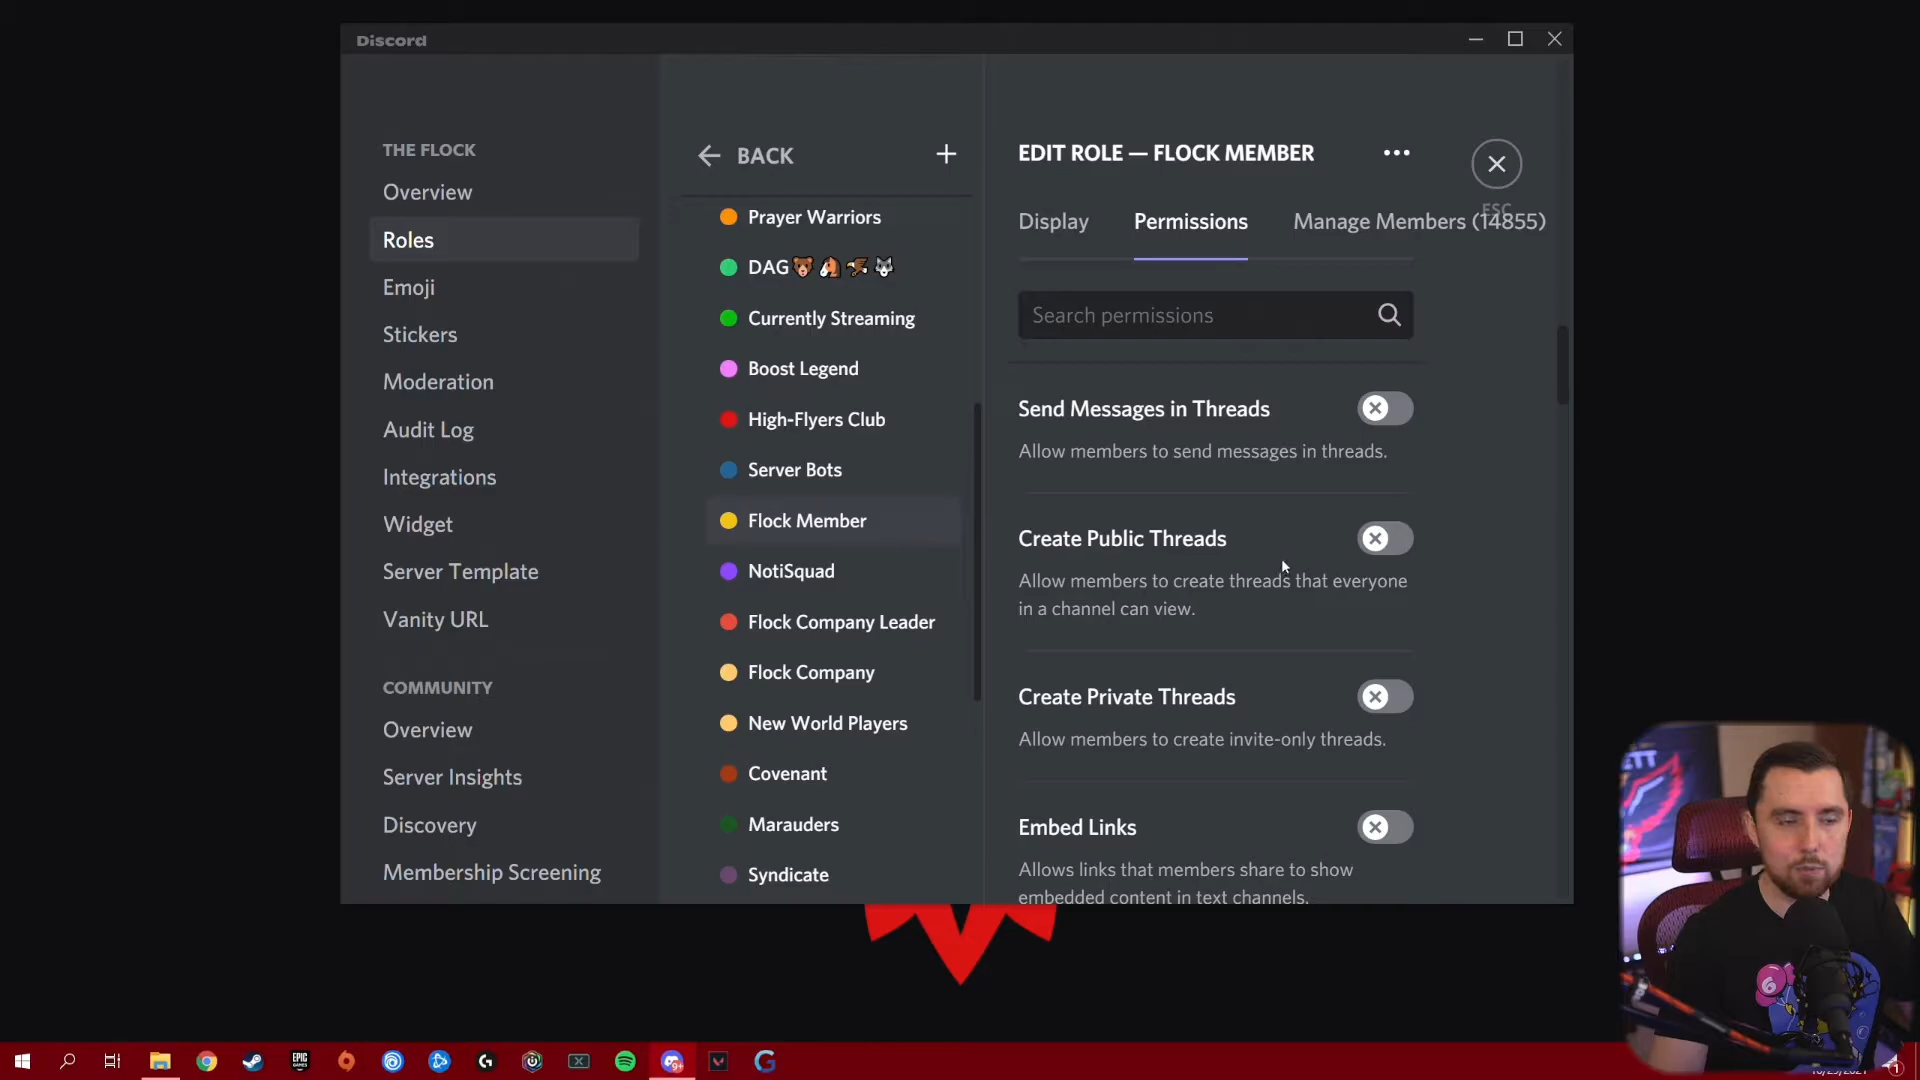 Discord
THE FLOCK
Overview
Roles
Emoji
Stickers
Moderation
Audit Log
Integrations
Widget
Server Template
Vanity URL
COMMUNITY
Overview
Server Insights
Discovery
Membership Screening
BACK
Prayer Warriors
DAG🐻🐴🦅🐺
Currently Streaming
Boost Legend
High-Flyers Club
Server Bots
Flock Member
NotiSquad
Flock Company Leader
Flock Company
New World Players
Covenant
Marauders
Syndicate
EDIT ROLE — FLOCK MEMBER
ESC
Display
Permissions
Manage Members (14855)
Search permissions
Send Messages in Threads
Allow members to send messages in threads.
Create Public Threads
Allow members to create threads that everyone
in a channel can view.
Create Private Threads
Allow members to create invite-only threads.
Embed Links
Allows links that members share to show
embedded content in text channels.
EPIC
GAMES
9+
1